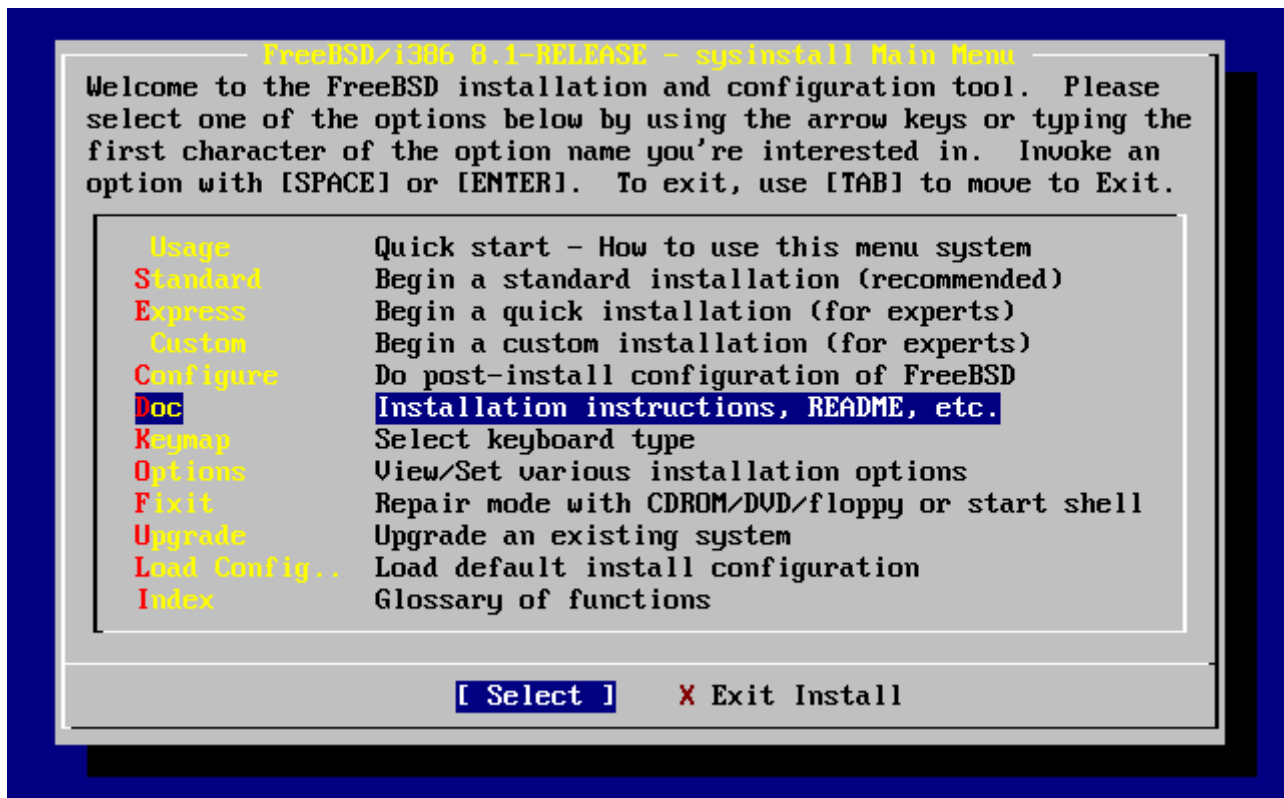 FreeBSD/i386 8.1-RELEASE - sysinstall Main Menu
Welcome to the FreeBSD installation and configuration tool.  Please
select one of the options below by using the arrow keys or typing the
first character of the option name you're interested in.  Invoke an
option with [SPACE] or [ENTER].  To exit, use [TAB] to move to Exit.
Usage Quick start - How to use this menu system
Standard Begin a standard installation (recommended)
Express Begin a quick installation (for experts)
Custom Begin a custom installation (for experts)
Configure Do post-install configuration of FreeBSD
Doc Installation instructions, README, etc.
Keymap Select keyboard type
Options View/Set various installation options
Fixit Repair mode with CDROM/DVD/floppy or start shell
Upgrade Upgrade an existing system
Load Config.. Load default install configuration
Index Glossary of functions
[ Select ] X Exit Install